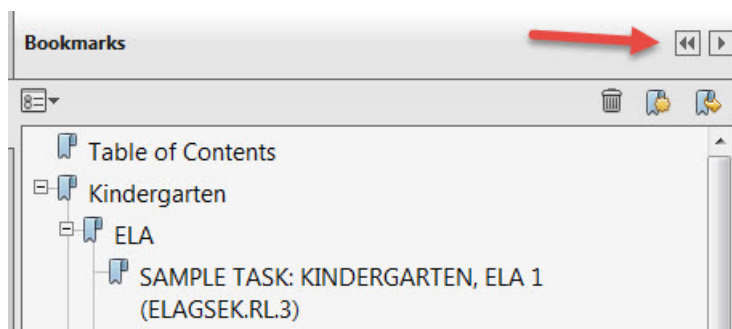 Bookmarks
Table of Contents
Kindergarten
ELA
SAMPLE TASK: KINDERGARTEN, ELA 1
(ELAGSEK.RL.3)